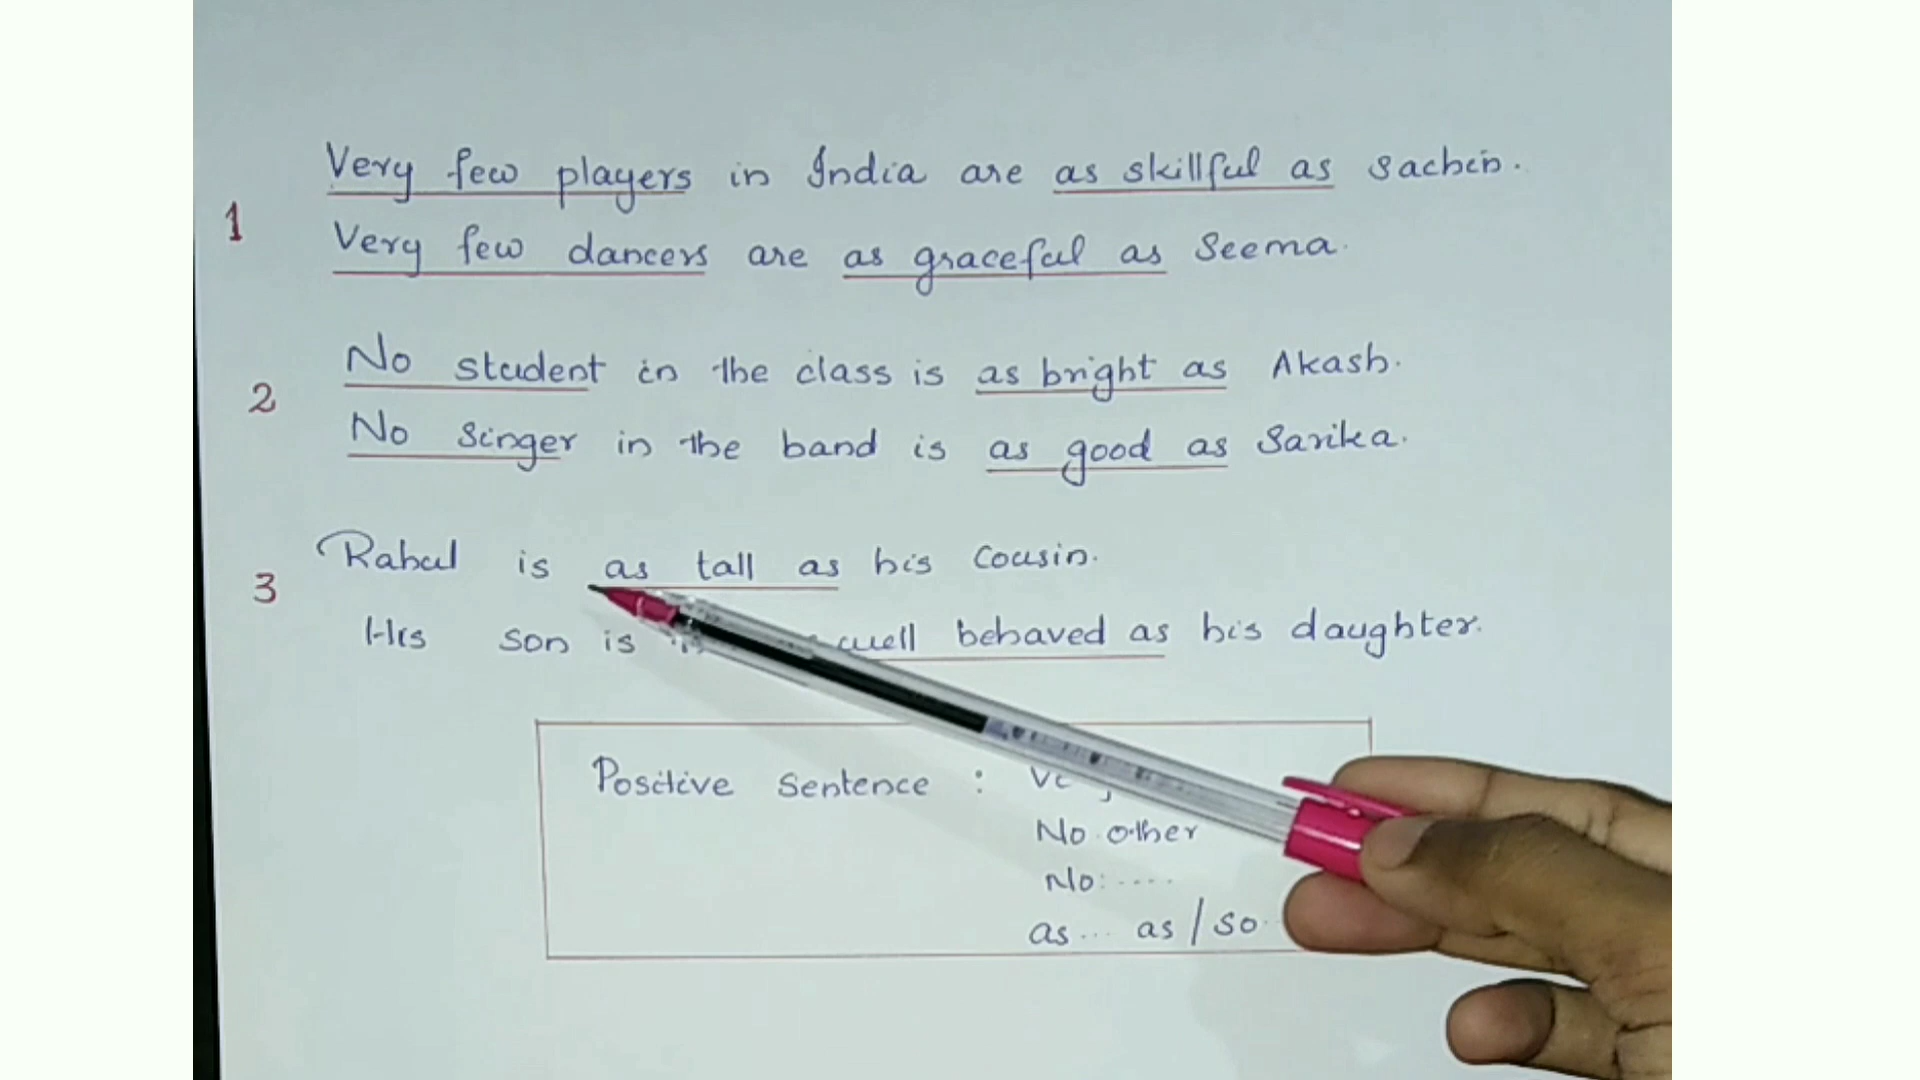 Very few players in India are as skillful as Sachin.
1
Very few dancers are as graceful as Seema.
No student in the class is as bright as Akash.
2
No singer in the band is as good as Sarika.
Rahul is as tall as his cousin.
3
His son is well behaved as his daughter.
Positive Sentence :
No other
No: ....
as ... as / so